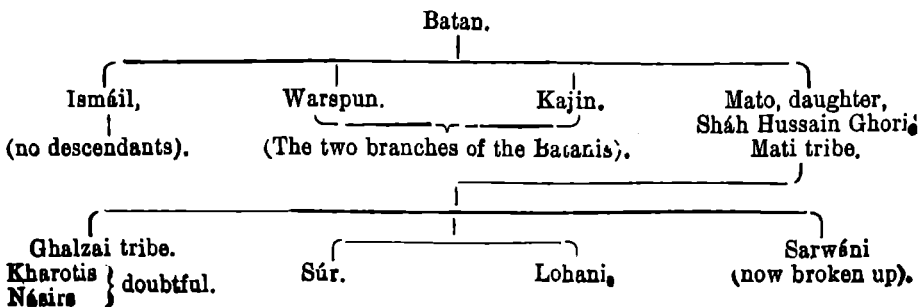 Batan.
Ismáil, Warspun. Kajin. Mato, daughter,
Sháh Hussain Ghori,
(no descendants). (The two branches of the Batanis). Mati tribe.
Ghalzai tribe. Súr. Lohani, Sarwáni
Kharotis } doubtful. (now broken up).
Násirs